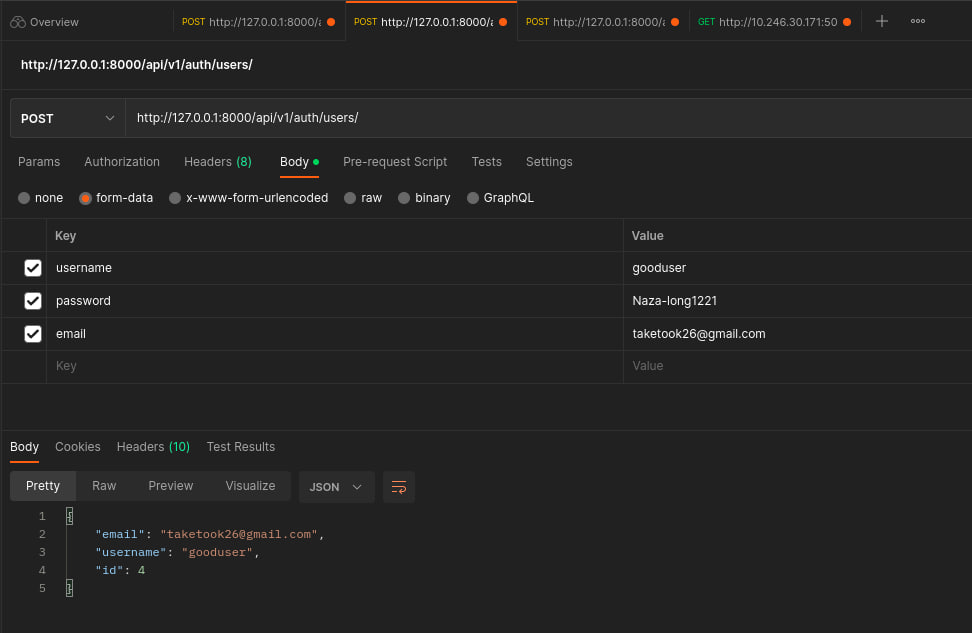 Overview
POST http://127.0.0.1:8000/a
POST http://127.0.0.1:8000/a
POST http://127.0.0.1:8000/a
GET http://10.246.30.171:50
http://127.0.0.1:8000/api/v1/auth/users/
POST http://127.0.0.1:8000/api/v1/auth/users/
Params Authorization Headers (8) Body Pre-request Script Tests Settings
none form-data x-www-form-urlencoded raw binary GraphQL
Key Value
username gooduser
password Naza-long1221
email taketook26@gmail.com
Key Value
Body Cookies Headers (10) Test Results
Pretty Raw Preview Visualize JSON
1 {
2 "email": "taketook26@gmail.com",
3 "username": "gooduser",
4 "id": 4
5 }